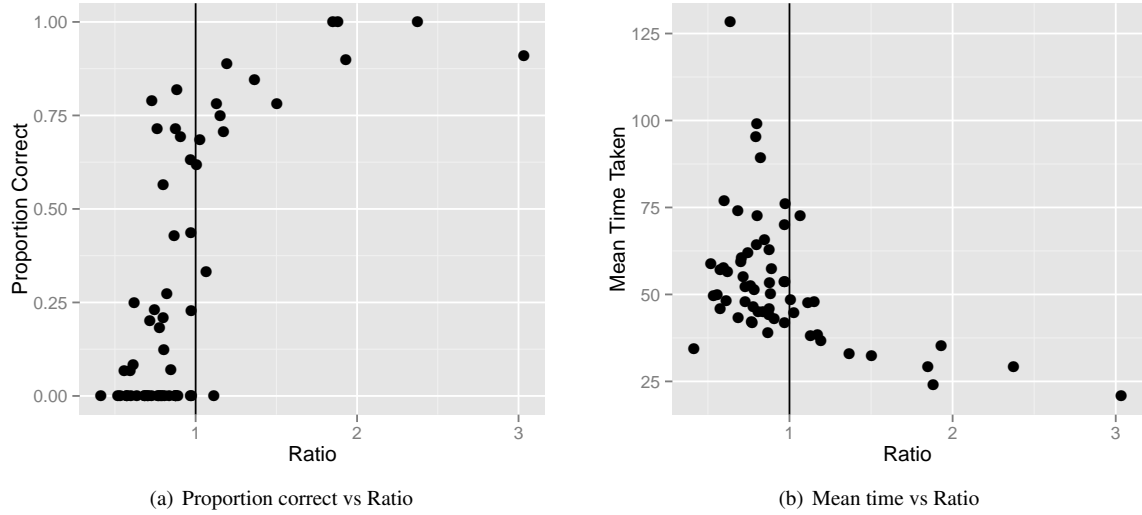 1.00
0.75
0.50
0.25
0.00
Proportion Correct
1
2
3
Ratio
(a) Proportion correct vs Ratio
125
100
75
50
25
Mean Time Taken
1
2
3
Ratio
(b) Mean time vs Ratio